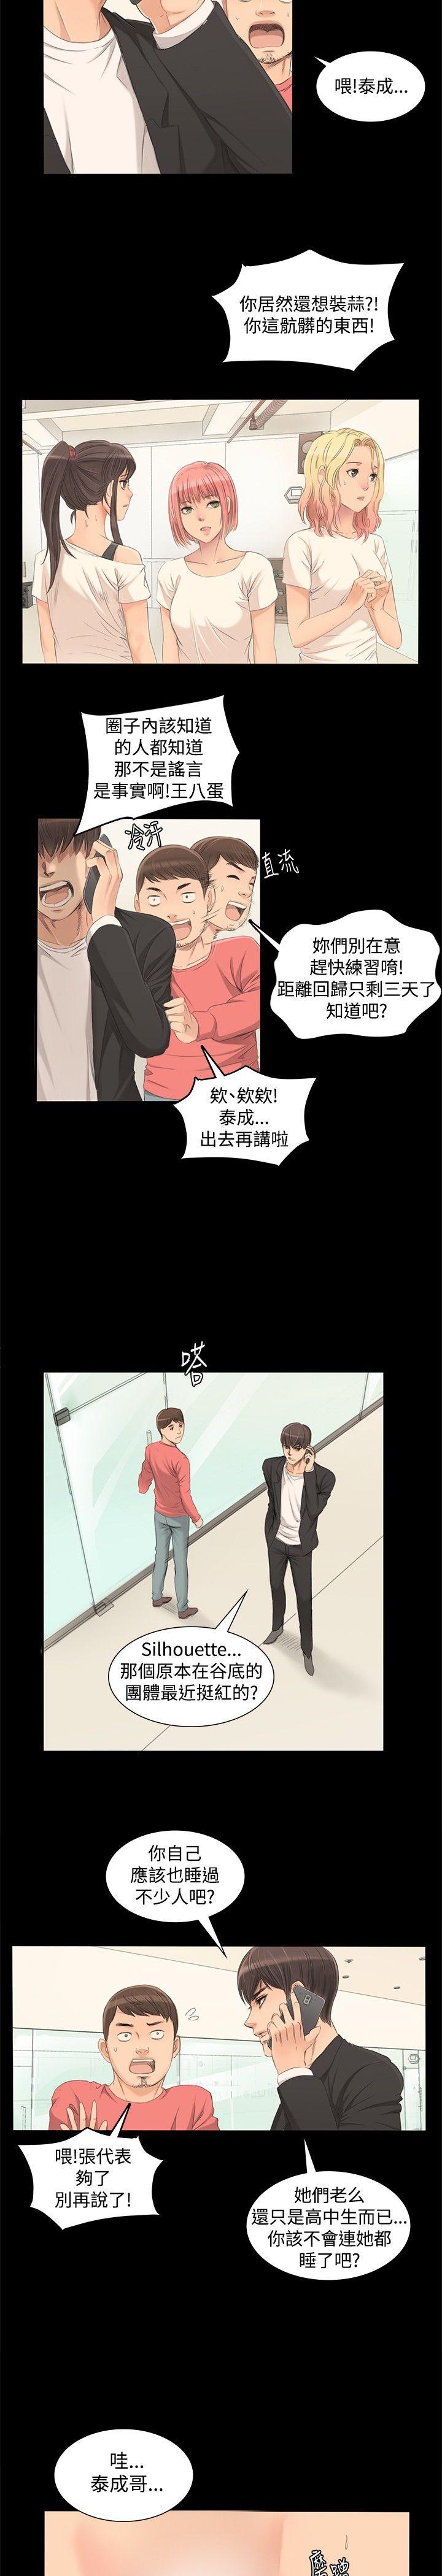 喂!泰成...
你居然還想裝蒜?!
你這骯髒的東西!
圈子內該知道
的人都知道
那不是謠言
是事實啊!王八蛋
冷汗
直流
妳們別在意
趕快練習唷!
距離回歸只剩三天了
知道吧?
欸、欸欸!
泰成...
出去再講啦
嗒
Silhouette...
那個原本在谷底的
團體最近挺紅的?
你自己
應該也睡過
不少人吧?
喂!張代表
夠了
別再說了!
她們老么
還只是高中生而已...
你該不會連她都
睡了吧?
哇...
泰成哥...